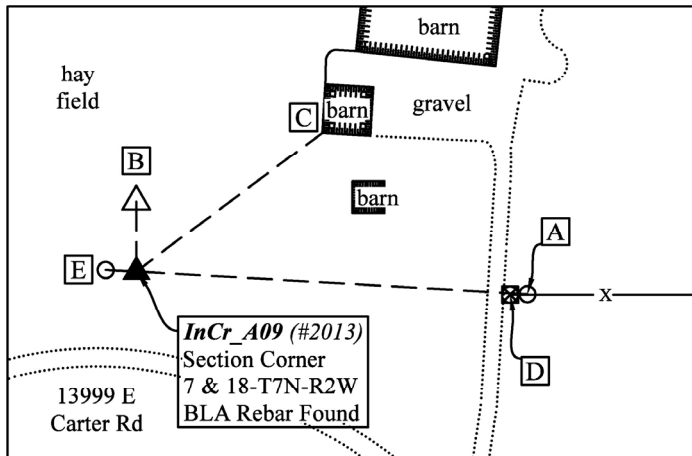 barn
hay
field
barn
gravel
C
B
barn
A
E
x
InCr_A09 (#2013)
Section Corner
7 & 18-T7N-R2W
BLA Rebar Found
D
13999 E
Carter Rd